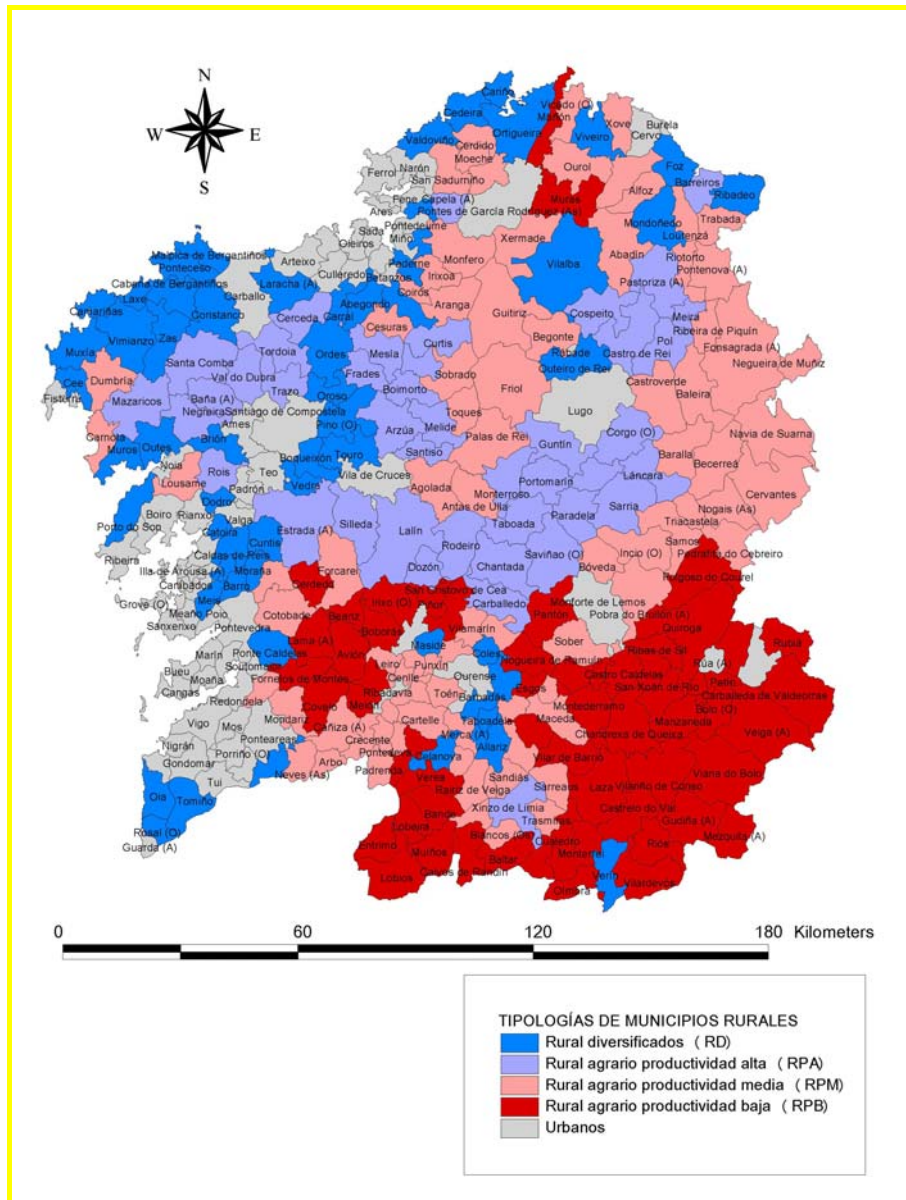 N
W E
S
Cariño
Cedeira
Ortigueira
Valdoviño
Vicedo (O)
Mañón
Xove
Burela
Cervo
Viveiro
Cerdido
Moeche
Ferrol
Narón
San Sadurniño
Ourol
Foz
Alfoz
Barreiros
Ribadeo
Fene
Capela (A)
Ares
Muras
Pontes de García Rodríguez (As)
Pontedeume
Mondoñedo
Trabada
Lourenzá
Sada
Miño
Oleiros
Xermade
Arteixo
Culleredo
Paderne
Betanzos
Monfero
Vilalba
Abadín
Riotorto
Pontenova (A)
Malpica de Bergantiños
Ponteceso
Cabana de Bergantiños
Laxe
Carballo
Laracha (A)
Irixoa
Coirós
Pastoriza (A)
Abegondo
Aranga
Camariñas
Coristanco
Cerceda
Carral
Guitiriz
Cospeito
Meira
Ribeira de Piquín
Vimianzo
Zas
Cesuras
Begonte
Pol
Fonsagrada (A)
Muxía
Tordoia
Ordes
Mesía
Curtis
Rábade
Castro de Rei
Negueira de Muñiz
Santa Comba
Outeiro de Rei
Cee
Dumbría
Val do Dubra
Frades
Sobrado
Castroverde
Fisterra
Mazaricos
Baña (A)
Trazo
Boimorto
Friol
Baleira
Oroso
Toques
Lugo
Negreira
Santiago de Compostela
Ames
Pino (O)
Arzúa
Melide
Palas de Rei
Corgo (O)
Navia de Suarna
Carnota
Muros
Outes
Brión
Santiso
Guntín
Baralla
Becerreá
Boqueixón
Touro
Noia
Rois
Teo
Vila de Cruces
Portomarín
Láncara
Lousame
Vedra
Agolada
Monterroso
Cervantes
Dodro
Padrón
Antas de Ulla
Paradela
Sarria
Nogais (As)
Porto do Son
Boiro
Rianxo
Valga
Catoira
Estrada (A)
Silleda
Lalín
Taboada
Triacastela
Samos
Ribeira
Cuntis
Rodeiro
Saviñao (O)
Incio (O)
Pedrafita do Cebreiro
Caldas de Reis
Illa de Arousa (A)
Moraña
Dozón
Chantada
Bóveda
Folgoso do Courel
Cambados
Barro
Forcarei
Cerdedo
San Cristovo de Cea
Carballedo
Monforte de Lemos
Grove (O)
Meis
Meaño
Poio
Cotobade
Beariz
Irixo (O)
Piñor
Pantón
Pobra do Brollón (A)
Sanxenxo
Pontevedra
Boborás
Vilamarín
Quiroga
Lama (A)
Maside
Sober
Rubiá
Marín
Ponte Caldelas
Avión
Coles
Ribas de Sil
Rúa (A)
Soutomaior
Leiro
Punxín
Nogueira de Ramuín
Petín
Bueu
Moaña
Fornelos de Montes
Cenlle
Ourense
Castro Caldelas
Carballeda de Valdeorras
Cangas
Ribadavia
Toén
Barbadás
Esgos
San Xoán de Río
Bolo (O)
Redondela
Melón
Montederramo
Covelo
Maceda
Manzaneda
Veiga (A)
Mondariz
Cartelle
Taboadela
Vigo
Mos
Cañiza (A)
Merca (A)
Chandrexa de Queixa
Ponteareas
Crecente
Allariz
Nigrán
Porriño (O)
Pontedeva
Celanova
Vilar de Barrio
Viana do Bolo
Gondomar
Arbo
Neves (As)
Padrenda
Verea
Sandiás
Laza
Vilariño de Conso
Tui
Rairiz de Veiga
Sarreaus
Oia
Bande
Xinzo de Limia
Castrelo do Val
Tomiño
Lobeira
Trasmiras
Gudiña (A)
Rosal (O)
Blancos (Os)
Cualedro
Mezquita (A)
Guarda (A)
Entrimo
Muíños
Baltar
Monterrei
Riós
Lobios
Calvos de Randín
Verín
Oímbra
Vilardevós
0 60 120 180 Kilometers
TIPOLOGÍAS DE MUNICIPIOS RURALES
Rural diversificados ( RD)
Rural agrario productividad alta ( RPA)
Rural agrario productividad media ( RPM)
Rural agrario productividad baja ( RPB)
Urbanos